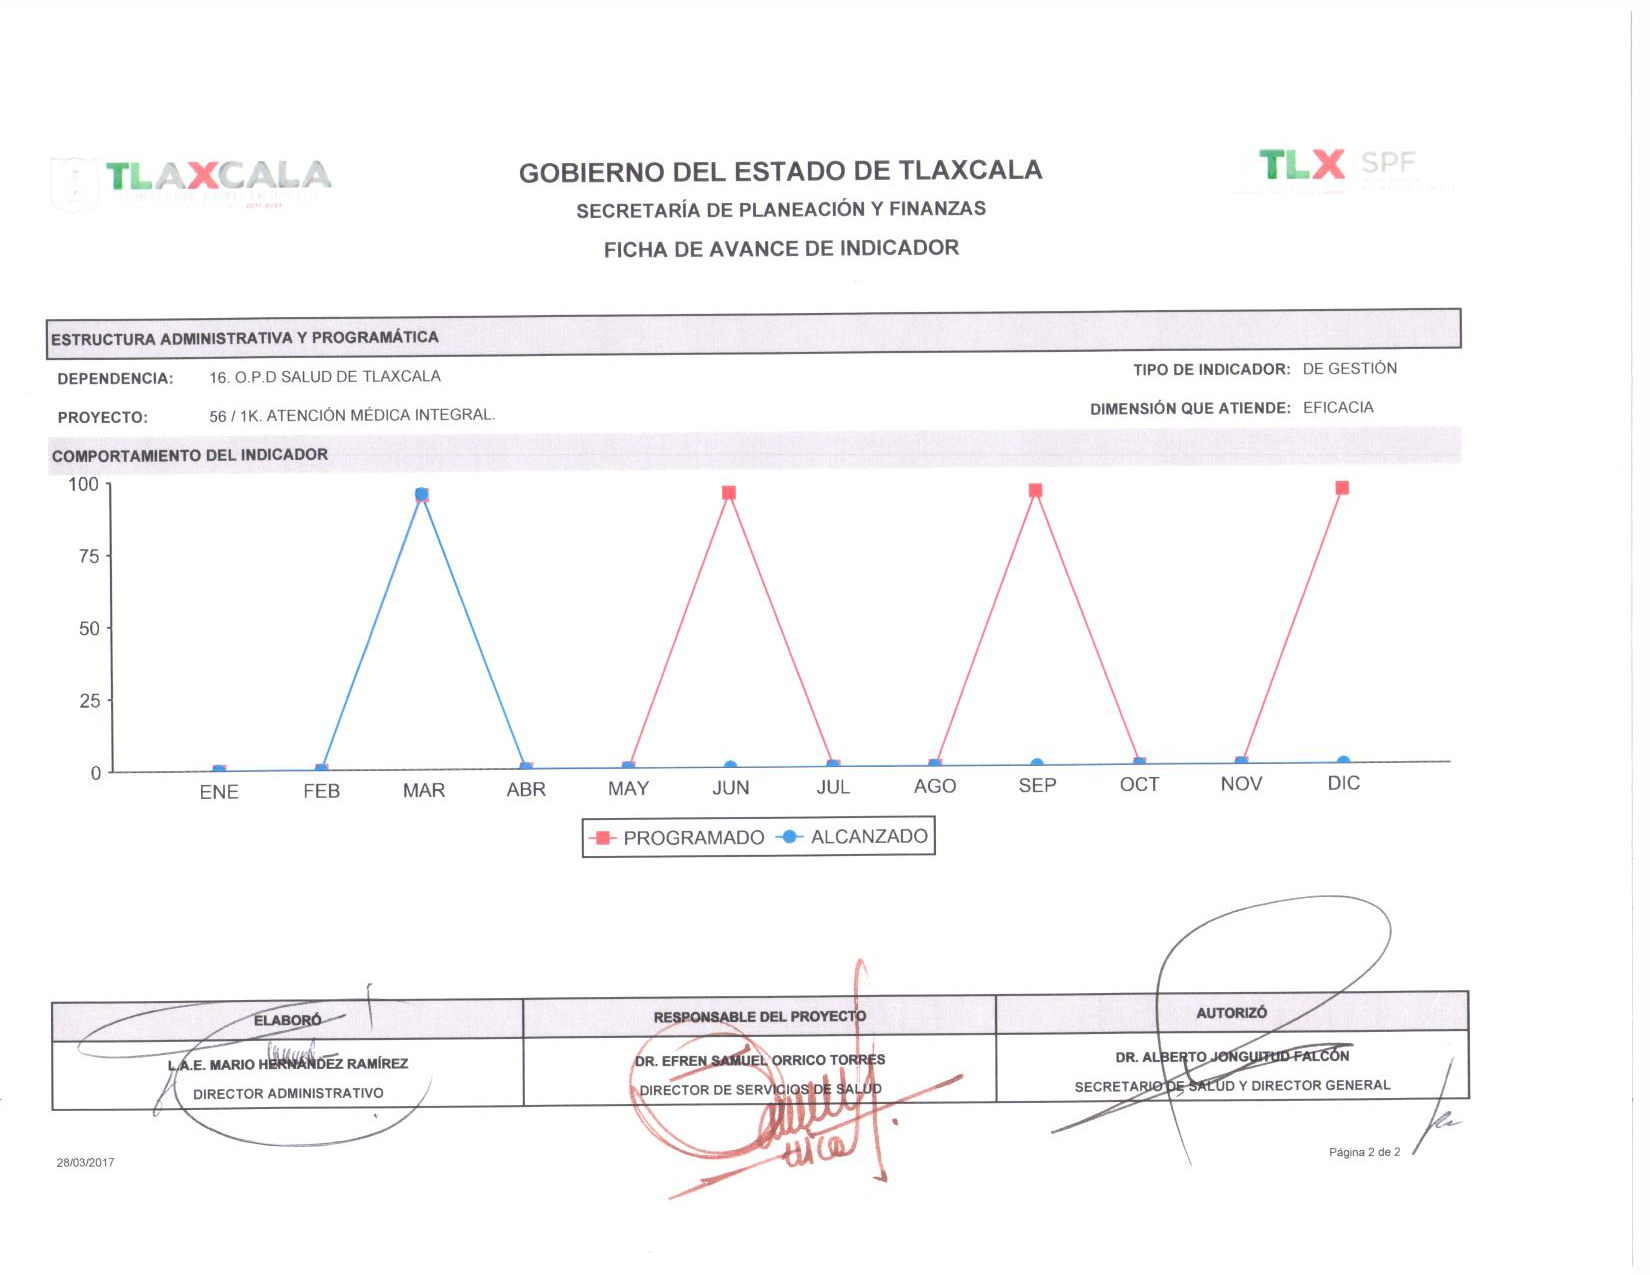 TLAXCALA
2017-2021
GOBIERNO DEL ESTADO DE TLAXCALA
SECRETARÍA DE PLANEACIÓN Y FINANZAS
FICHA DE AVANCE DE INDICADOR
TLX SPF
ESTRUCTURA ADMINISTRATIVA Y PROGRAMÁTICA
DEPENDENCIA: 16. O.P.D SALUD DE TLAXCALA
TIPO DE INDICADOR: DE GESTIÓN
PROYECTO: 56 / 1K. ATENCIÓN MÉDICA INTEGRAL.
DIMENSIÓN QUE ATIENDE: EFICACIA
COMPORTAMIENTO DEL INDICADOR
100
75
50
25
0
ENE FEB MAR ABR MAY JUN JUL AGO SEP OCT NOV DIC
PROGRAMADO ALCANZADO
ELABORÓ
L.A.E. MARIO HERNÁNDEZ RAMÍREZ
DIRECTOR ADMINISTRATIVO
RESPONSABLE DEL PROYECTO
DR. EFREN SAMUEL ORRICO TORRES
DIRECTOR DE SERVICIOS DE SALUD
AUTORIZÓ
DR. ALBERTO JONGUITUD FALCÓN
SECRETARIO DE SALUD Y DIRECTOR GENERAL
28/03/2017
Página 2 de 2